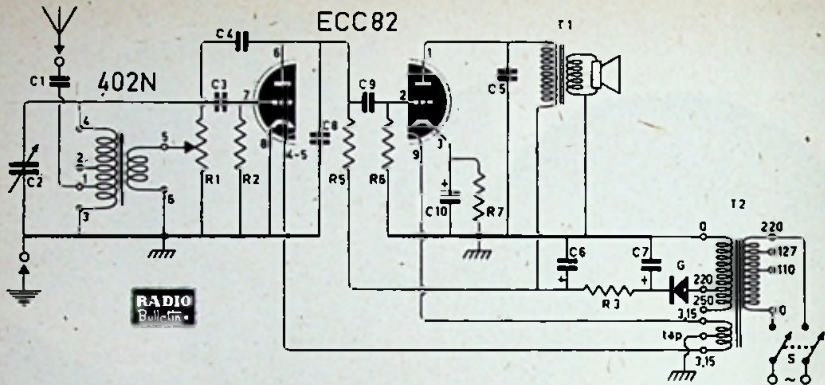 ECC82
T1
C4
6
1
C1
402N
C3
7
C9
2
C5
4
5
C8
8
4-5
9
3
2
1
C2
R1
R2
R5
R6
C10
+
R7
3
6
T2
0
220
C6
C7
G
127
110
220
+
+
R3
250
0
3,15
RADIO
Bulletin
tap
3,15
S
~